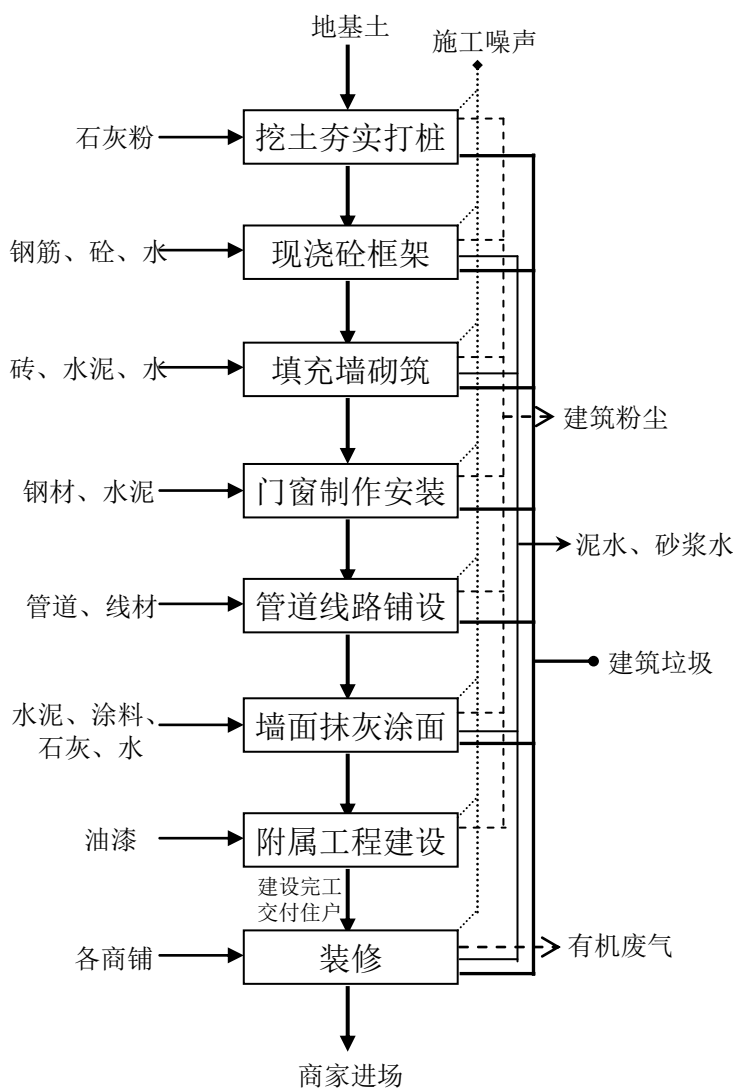 地基土
施工噪声
石灰粉
挖土夯实打桩
钢筋、砼、水
现浇砼框架
砖、水泥、水
填充墙砌筑
建筑粉尘
钢材、水泥
门窗制作安装
泥水、砂浆水
管道、线材
管道线路铺设
建筑垃圾
水泥、涂料、
石灰、水
墙面抹灰涂面
油漆
附属工程建设
建设完工
交付住户
各商铺
装修
有机废气
商家进场